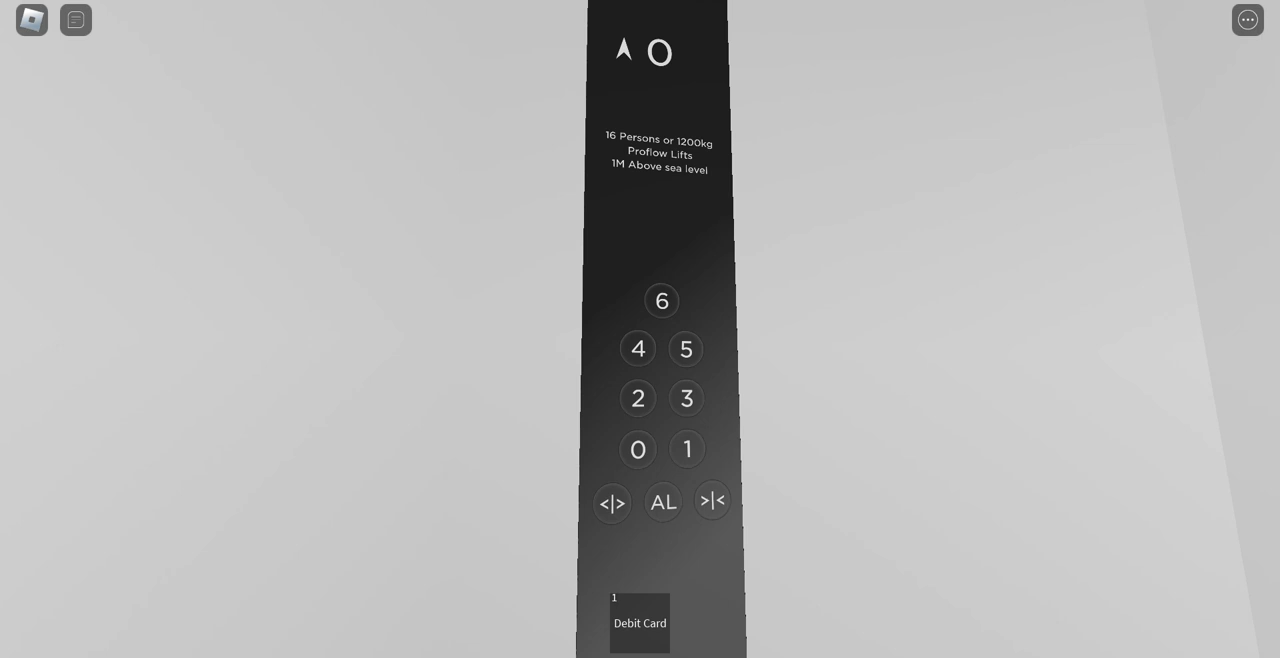 0
16 Persons or 1200kg
Proflow Lifts
1M Above sea level
6
4 5
2 3
0 1
<|> AL >|<
1
Debit Card